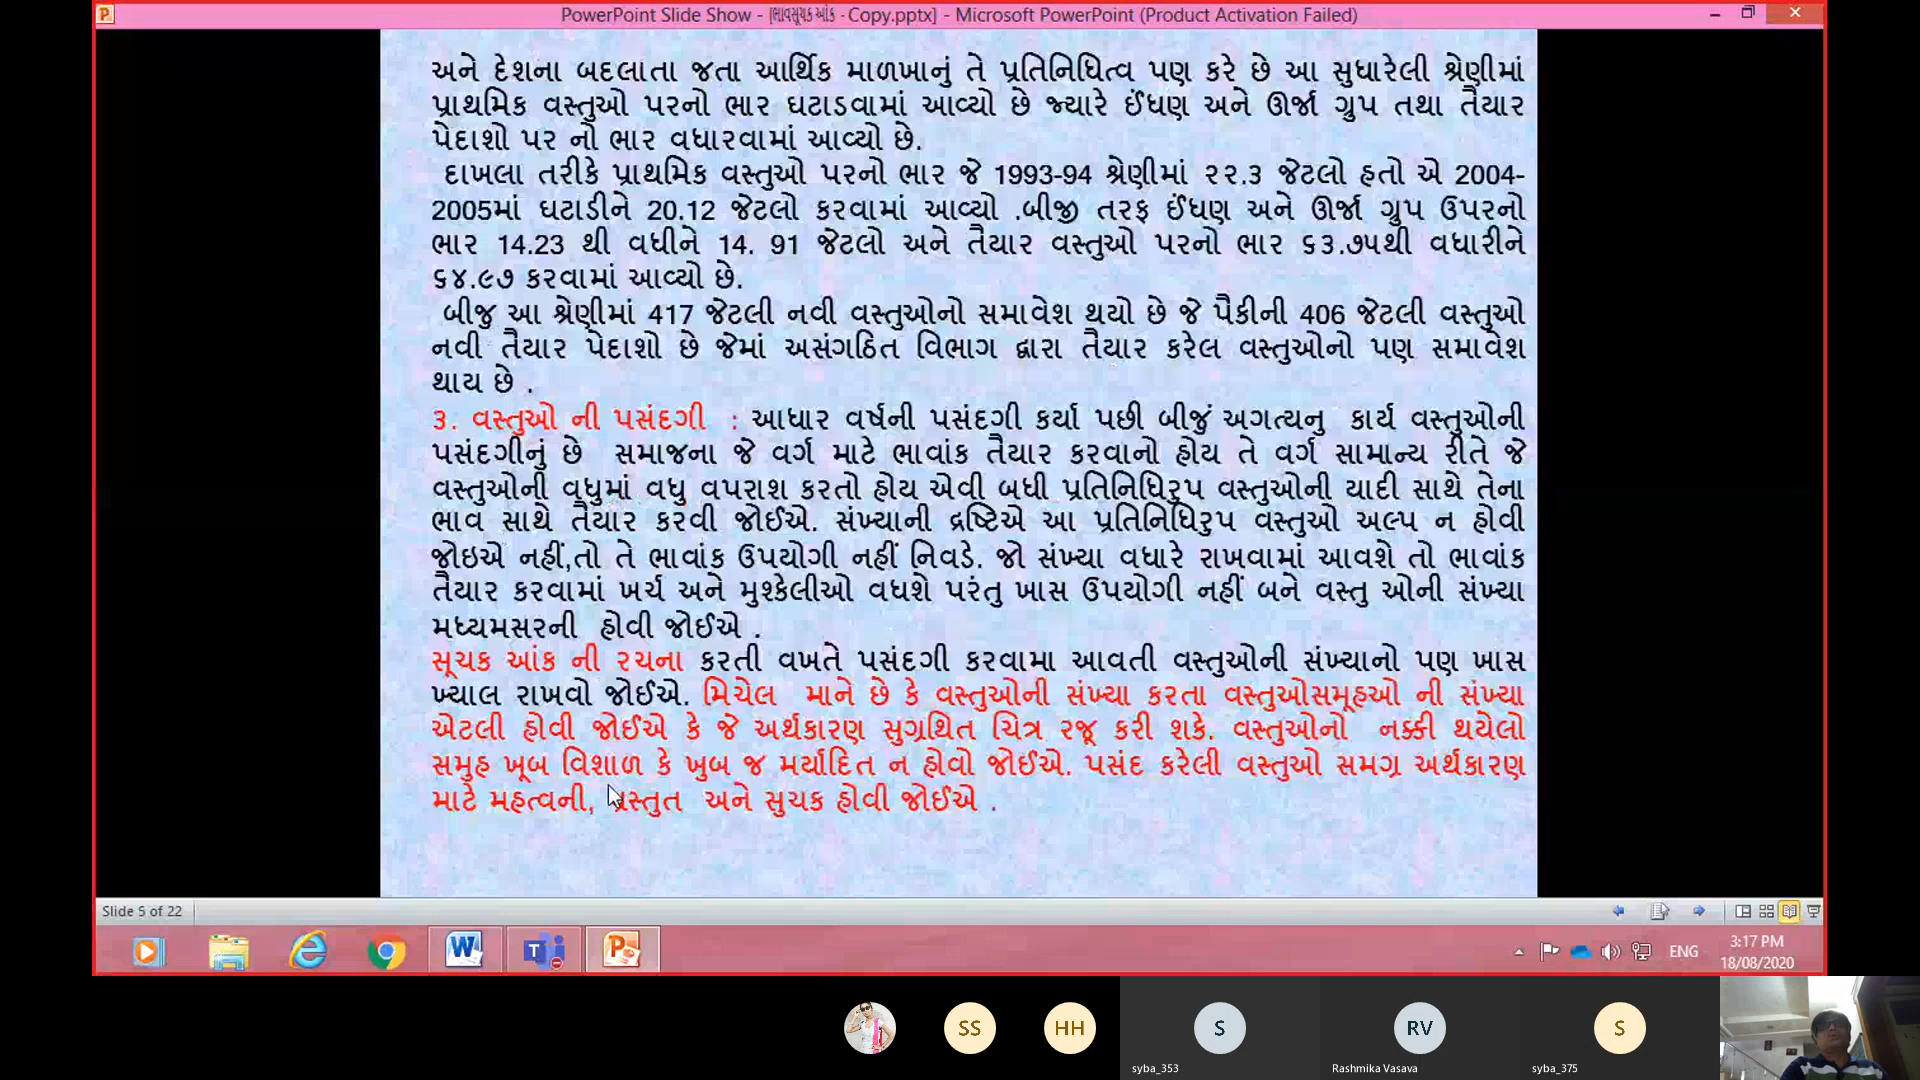 PowerPoint Slide Show - [ભાવસૂચક આંક - Copy.pptx] - Microsoft PowerPoint (Product Activation Failed)
અને દેશના બદલાતા જતા આર્થિક માળખાનું તે પ્રતિનિધિત્વ પણ કરે છે આ સુધારેલી શ્રેણીમાં
પ્રાથમિક વસ્તુઓ પરનો ભાર ઘટાડવામાં આવ્યો છે જ્યારે ઈંધણ અને ઊર્જા ગ્રુપ તથા તૈયાર
પેદાશો પર નો ભાર વધારવામાં આવ્યો છે.
દાખલા તરીકે પ્રાથમિક વસ્તુઓ પરનો ભાર જે 1993-94 શ્રેણીમાં ૨૨.3 જેટલો હતો એ 2004-
2005માં ઘટાડીને 20.12 જેટલો કરવામાં આવ્યો .બીજી તરફ ઈંધણ અને ઊર્જા ગ્રુપ ઉપરનો
ભાર 14.23 થી વધીને 14. 91 જેટલો અને તૈયાર વસ્તુઓ પરનો ભાર ૬૩.૭૫થી વધારીને
૬૪.૯૭ કરવામાં આવ્યો છે.
બીજુ આ શ્રેણીમાં 417 જેટલી નવી વસ્તુઓનો સમાવેશ થયો છે જે પૈકીની 406 જેટલી વસ્તુઓ
નવી તૈયાર પેદાશો છે જેમાં અસંગઠિત વિભાગ દ્વારા તૈયાર કરેલ વસ્તુઓનો પણ સમાવેશ
થાય છે .
3. વસ્તુઓ ની પસંદગી : આધાર વર્ષની પસંદગી કર્યા પછી બીજું અગત્યનુ કાર્ય વસ્તુઓની
પસંદગીનું છે સમાજના જે વર્ગ માટે ભાવાંક તૈયાર કરવાનો હોય તે વર્ગ સામાન્ય રીતે જે
વસ્તુઓની વધુમાં વધુ વપરાશ કરતો હોય એવી બધી પ્રતિનિધિરૂપ વસ્તુઓની યાદી સાથે તેના
ભાવ સાથે તૈયાર કરવી જોઈએ. સંખ્યાની દ્રષ્ટિએ આ પ્રતિનિધિરુપ વસ્તુઓ અલ્પ ન હોવી
જોઇએ નહીં,તો તે ભાવાંક ઉપયોગી નહીં નિવડે. જો સંખ્યા વધારે રાખવામાં આવશે તો ભાવાંક
તૈયાર કરવામાં ખર્ચ અને મુશ્કેલીઓ વધશે પરંતુ ખાસ ઉપયોગી નહીં બને વસ્તુ ઓની સંખ્યા
મધ્યમસરની હોવી જોઈએ .
સૂચક આંક ની રચના કરતી વખતે પસંદગી કરવામા આવતી વસ્તુઓની સંખ્યાનો પણ ખાસ
ખ્યાલ રાખવો જોઈએ. મિચેલ માને છે કે વસ્તુઓની સંખ્યા કરતા વસ્તુઓસમૂહઓ ની સંખ્યા
એટલી હોવી જોઈએ કે જે અર્થકારણ સુગ્રથિત ચિત્ર રજૂ કરી શકે. વસ્તુઓનો નક્કી થયેલો
સમુહ ખૂબ વિશાળ કે ખુબ જ મર્યાદિત ન હોવો જોઈએ. પસંદ કરેલી વસ્તુઓ સમગ્ર અર્થકારણ
માટે મહત્વની, પ્રસ્તુત અને સુચક હોવી જોઈએ .
Slide 5 of 22
ENG
3:17 PM
18/08/2020
SS
HH
S
RV
S
syba_353
Rashmika Vasava
syba_375